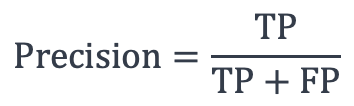 Precision = TP / TP + FP